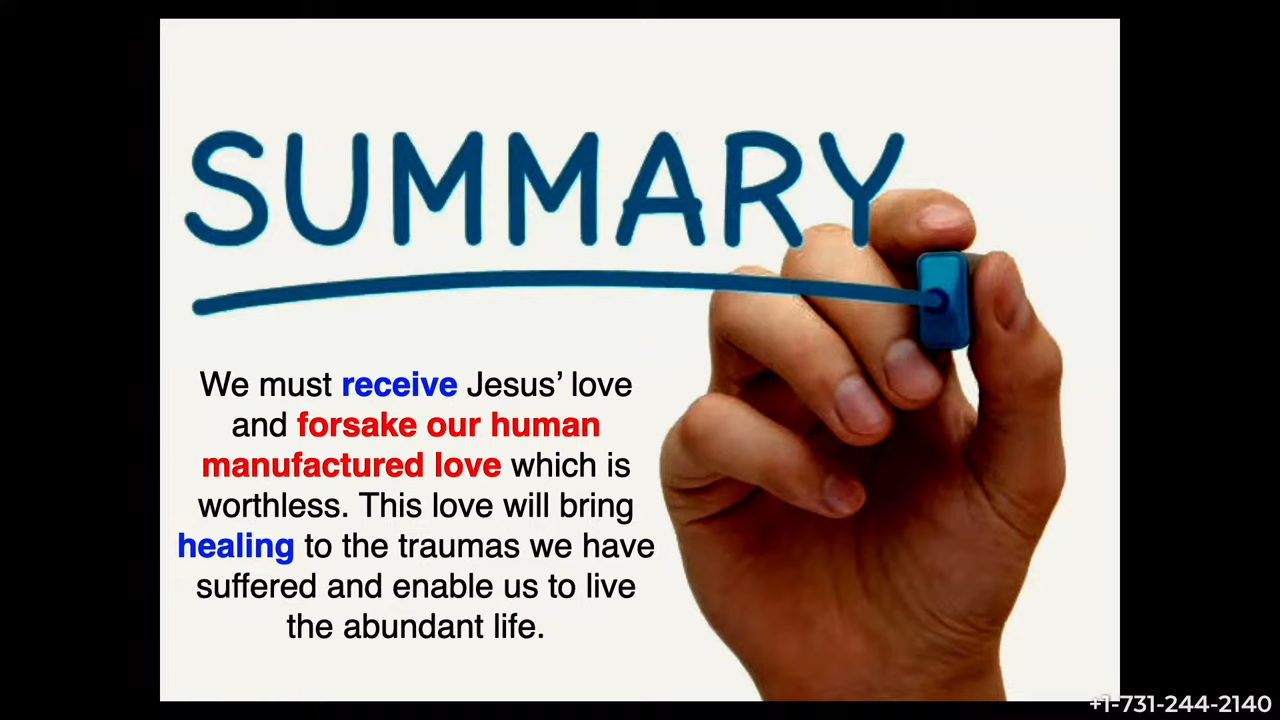 SUMMARY
We must receive Jesus’ love
and forsake our human
manufactured love which is
worthless. This love will bring
healing to the traumas we have
suffered and enable us to live
the abundant life.
+1-731-244-2140